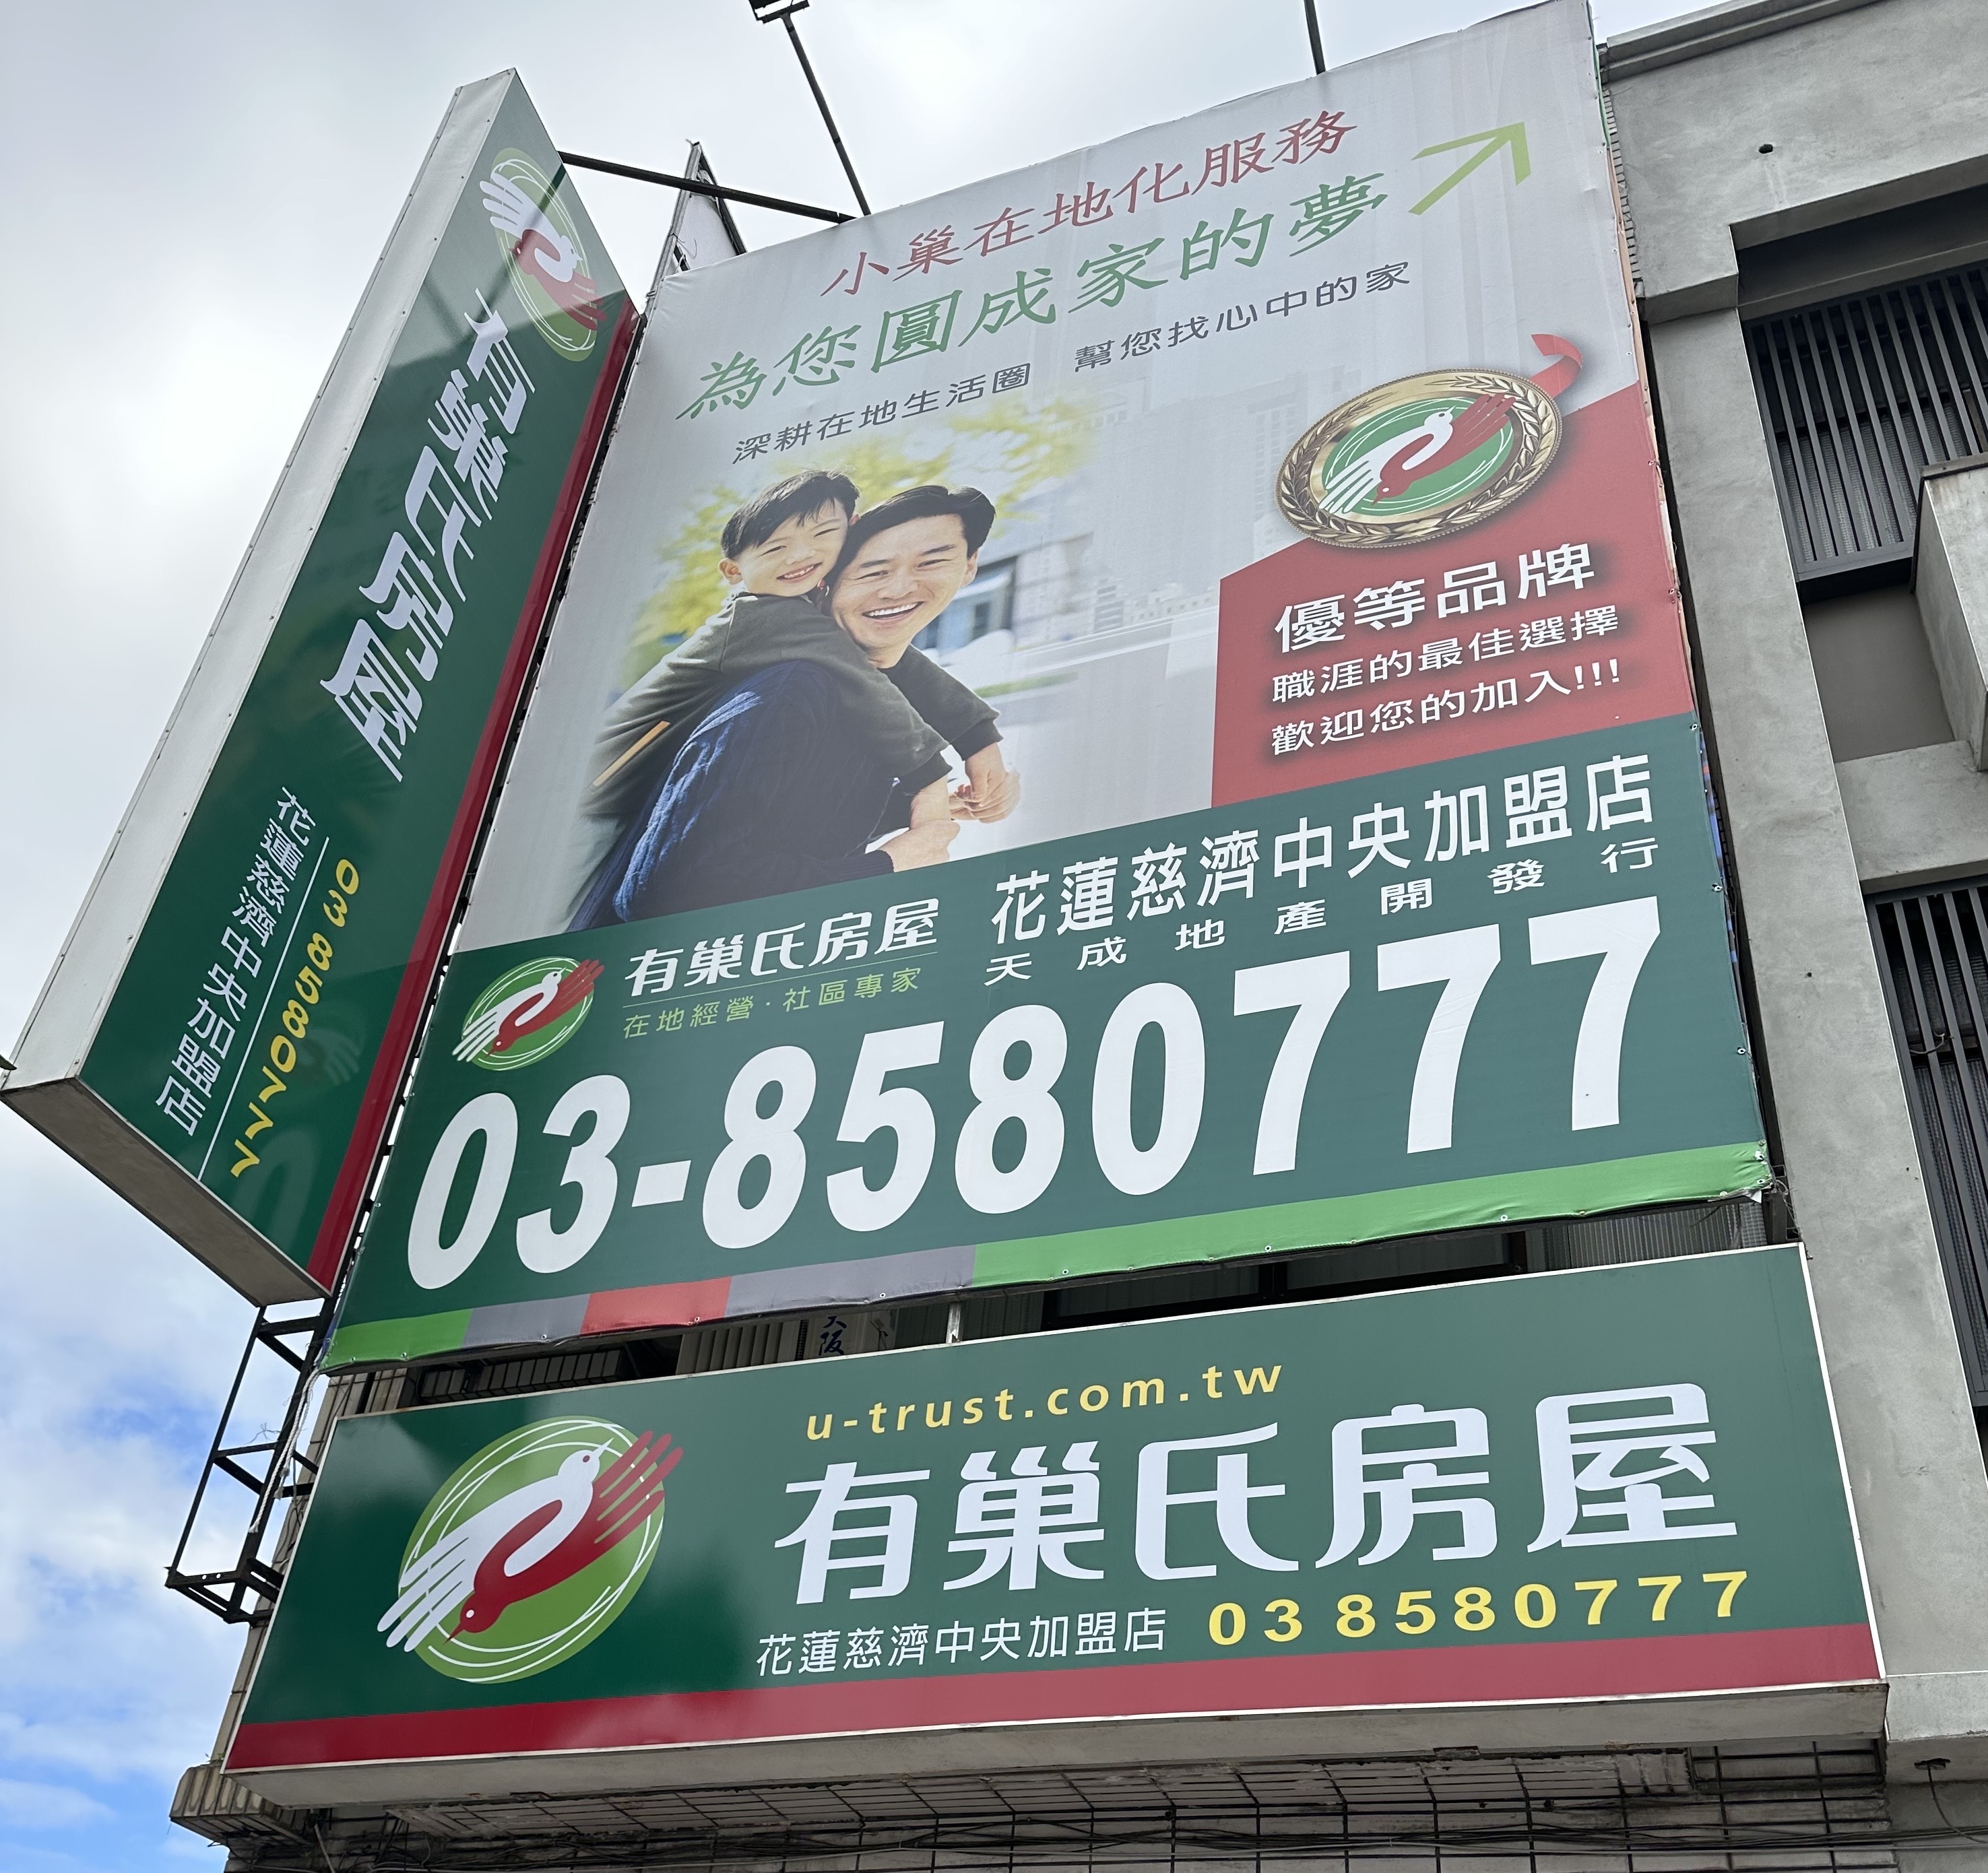 有巢氏房屋
花蓮慈濟中央加盟店
03 8580777
小巢在地化服務
為您圓成家的夢
深耕在地生活圈 幫您找心中的家
優等品牌
職涯的最佳選擇
歡迎您的加入!!!
有巢氏房屋
在地經營·社區專家
花蓮慈濟中央加盟店
天成地產開發行
03-8580777
u-trust.com.tw
有巢氏房屋
花蓮慈濟中央加盟店 03 8580777